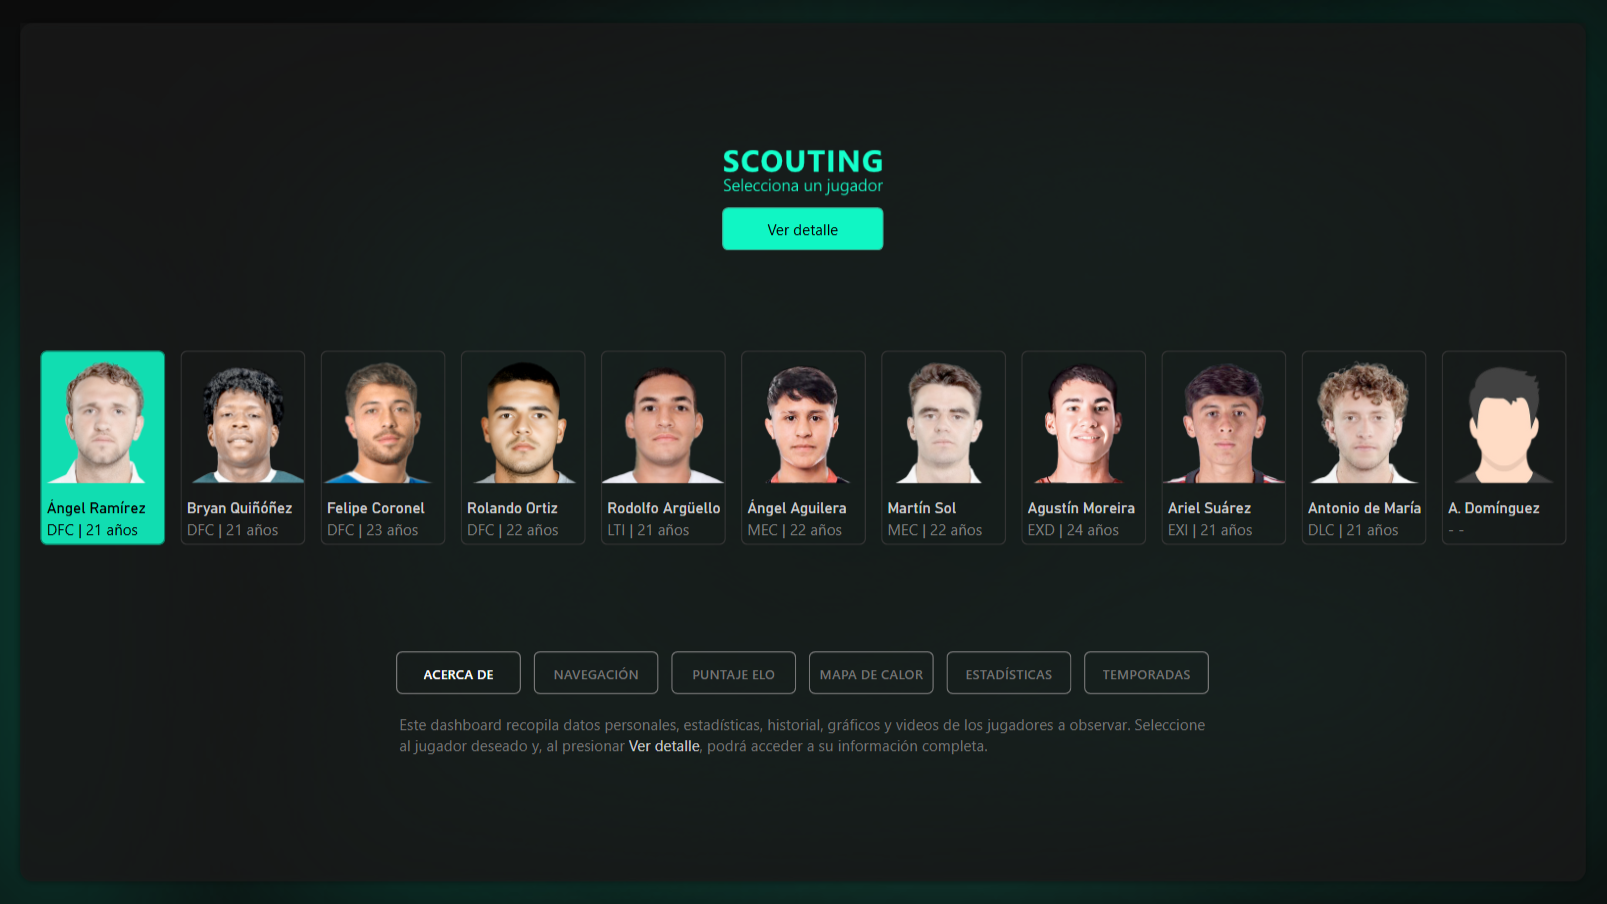 SCOUTING
Selecciona un jugador
Ver detalle
Ángel Ramírez
DFC | 21 años
Bryan Quiñóñez
DFC | 21 años
Felipe Coronel
DFC | 23 años
Rolando Ortiz
DFC | 22 años
Rodolfo Argüello
LTI | 21 años
Ángel Aguilera
MEC | 22 años
Martín Sol
MEC | 22 años
Agustín Moreira
EXD | 24 años
Ariel Suárez
EXI | 21 años
Antonio de María
DLC | 21 años
A. Domínguez
- -
ACERCA DE
NAVEGACIÓN
PUNTAJE ELO
MAPA DE CALOR
ESTADÍSTICAS
TEMPORADAS
Este dashboard recopila datos personales, estadísticas, historial, gráficos y videos de los jugadores a observar. Seleccione
al jugador deseado y, al presionar Ver detalle, podrá acceder a su información completa.